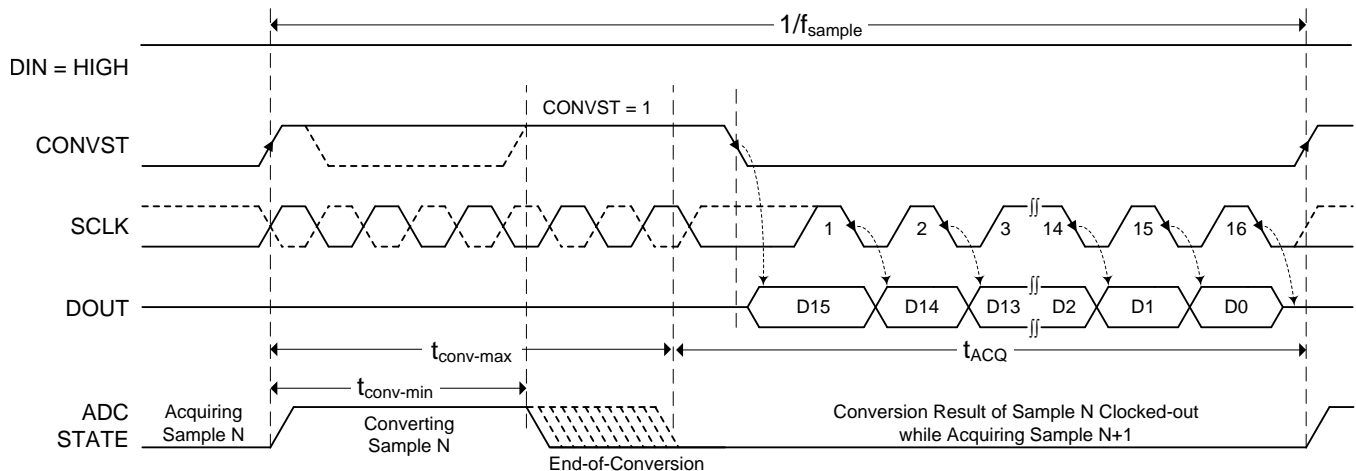 1/fsample
DIN = HIGH
CONVST = 1
CONVST
SCLK
1 2 3 14 15 16
∫∫
DOUT
D15 D14 D13 D2 D1 D0
∫∫
∫∫
tconv-max
tACQ
tconv-min
ADC
STATE
Acquiring
Sample N
Converting
Sample N
End-of-Conversion
Conversion Result of Sample N Clocked-out
while Acquiring Sample N+1